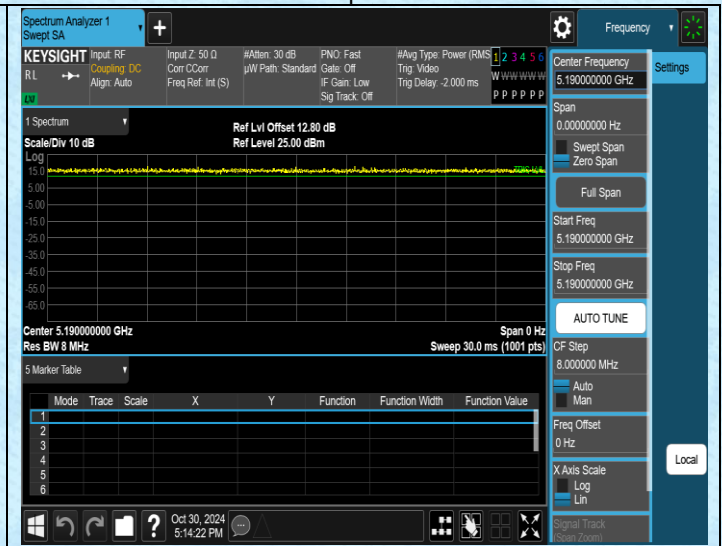 Spectrum Analyzer 1
Swept SA
+
Frequency
KEYSIGHT
RL
Input: RF
Coupling: DC
Align: Auto
Input Z: 50 Ω
Corr CCorr
Freq Ref: Int (S)
#Atten: 30 dB
µW Path: Standard
PNO: Fast
Gate: Off
IF Gain: Low
Sig Track: Off
#Avg Type: Power (RMS
Trig: Video
Trig Delay: -2.000 ms
1 2 3 4 5 6
W W W W W W
P P P P P P
1 Spectrum
Scale/Div 10 dB
Ref Lvl Offset 12.80 dB
Ref Level 25.00 dBm
Log
15.0
5.00
-5.00
-15.0
-25.0
-35.0
-45.0
-55.0
-65.0
Center 5.190000000 GHz
Res BW 8 MHz
Span 0 Hz
Sweep 30.0 ms (1001 pts)
5 Marker Table
Mode Trace Scale X Y Function Function Width Function Value
1
2
3
4
5
6
Center Frequency
5.190000000 GHz
Settings
Span
0.00000000 Hz
Swept Span
Zero Span
Full Span
Start Freq
5.190000000 GHz
Stop Freq
5.190000000 GHz
AUTO TUNE
CF Step
8.000000 MHz
Auto
Man
Freq Offset
0 Hz
X Axis Scale
Log
Lin
Signal Track
(Span Zoom)
Local
?
Oct 30, 2024
5:14:22 PM